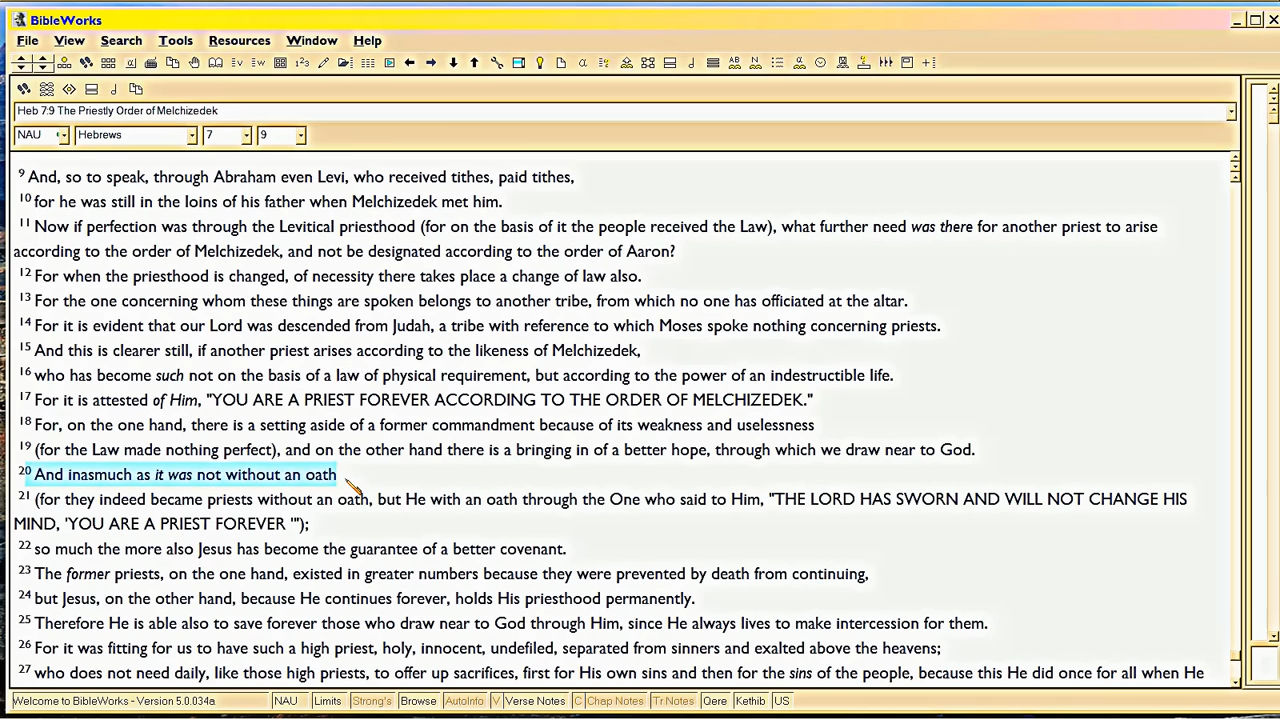 BibleWorks
File View Search Tools Resources Window Help
Heb 7:9 The Priestly Order of Melchizedek
NAU Hebrews 7 9
9 And, so to speak, through Abraham even Levi, who received tithes, paid tithes,
10 for he was still in the loins of his father when Melchizedek met him.
11 Now if perfection was through the Levitical priesthood (for on the basis of it the people received the Law), what further need was there for another priest to arise
according to the order of Melchizedek, and not be designated according to the order of Aaron?
12 For when the priesthood is changed, of necessity there takes place a change of law also.
13 For the one concerning whom these things are spoken belongs to another tribe, from which no one has officiated at the altar.
14 For it is evident that our Lord was descended from Judah, a tribe with reference to which Moses spoke nothing concerning priests.
15 And this is clearer still, if another priest arises according to the likeness of Melchizedek,
16 who has become such not on the basis of a law of physical requirement, but according to the power of an indestructible life.
17 For it is attested of Him, "YOU ARE A PRIEST FOREVER ACCORDING TO THE ORDER OF MELCHIZEDEK."
18 For, on the one hand, there is a setting aside of a former commandment because of its weakness and uselessness
19 (for the Law made nothing perfect), and on the other hand there is a bringing in of a better hope, through which we draw near to God.
20 And inasmuch as it was not without an oath
21 (for they indeed became priests without an oath, but He with an oath through the One who said to Him, "THE LORD HAS SWORN AND WILL NOT CHANGE HIS
MIND, 'YOU ARE A PRIEST FOREVER '");
22 so much the more also Jesus has become the guarantee of a better covenant.
23 The former priests, on the one hand, existed in greater numbers because they were prevented by death from continuing,
24 but Jesus, on the other hand, because He continues forever, holds His priesthood permanently.
25 Therefore He is able also to save forever those who draw near to God through Him, since He always lives to make intercession for them.
26 For it was fitting for us to have such a high priest, holy, innocent, undefiled, separated from sinners and exalted above the heavens;
27 who does not need daily, like those high priests, to offer up sacrifices, first for His own sins and then for the sins of the people, because this He did once for all when He
Welcome to BibleWorks - Version 5.0.034a NAU Limits Strong's Browse AutoInfo V Verse Notes C Chap Notes Tr Notes Qere Kethib US